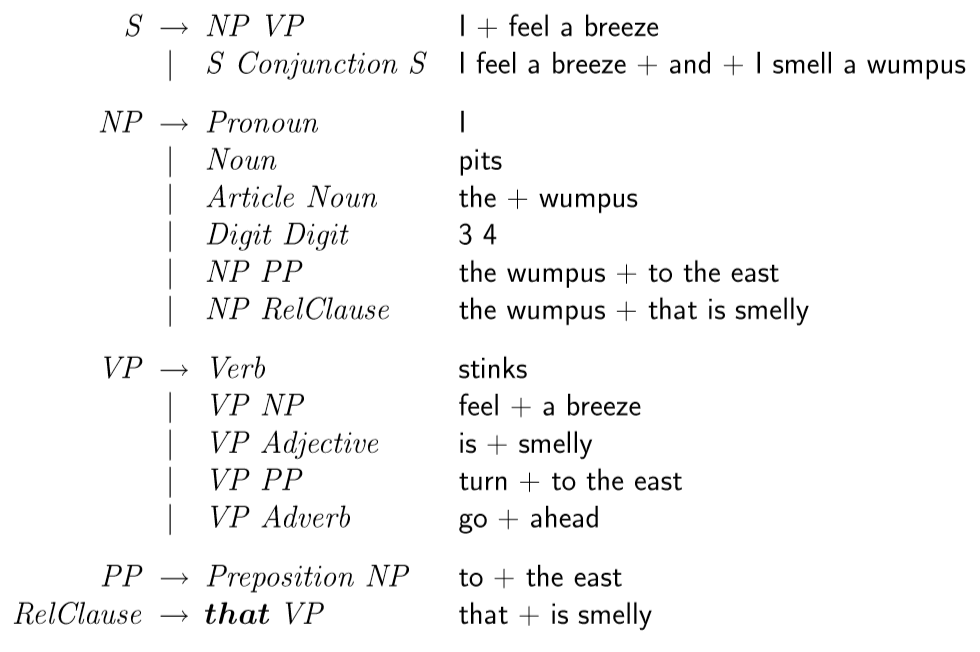 S → NP VP I + feel a breeze
| S Conjunction S I feel a breeze + and + I smell a wumpus
NP → Pronoun I
| Noun pits
| Article Noun the + wumpus
| Digit Digit 3 4
| NP PP the wumpus + to the east
| NP RelClause the wumpus + that is smelly
VP → Verb stinks
| VP NP feel + a breeze
| VP Adjective is + smelly
| VP PP turn + to the east
| VP Adverb go + ahead
PP → Preposition NP to + the east
RelClause → that VP that + is smelly